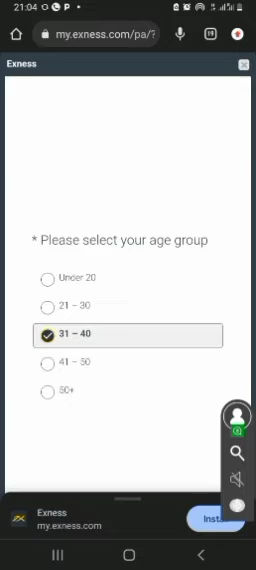 21:04
my.exness.com/pa/?
19
Exness
* Please select your age group
Under 20
21 – 30
31 – 40
41 – 50
50+
Exness
my.exness.com